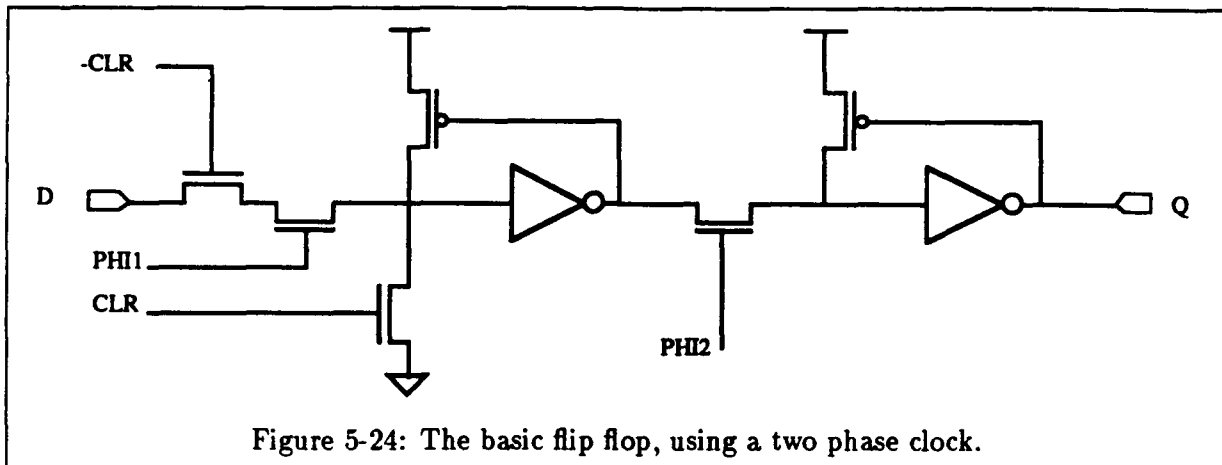 -CLR
D
PHI1
CLR
PHI2
Q
Figure 5-24: The basic flip flop, using a two phase clock.